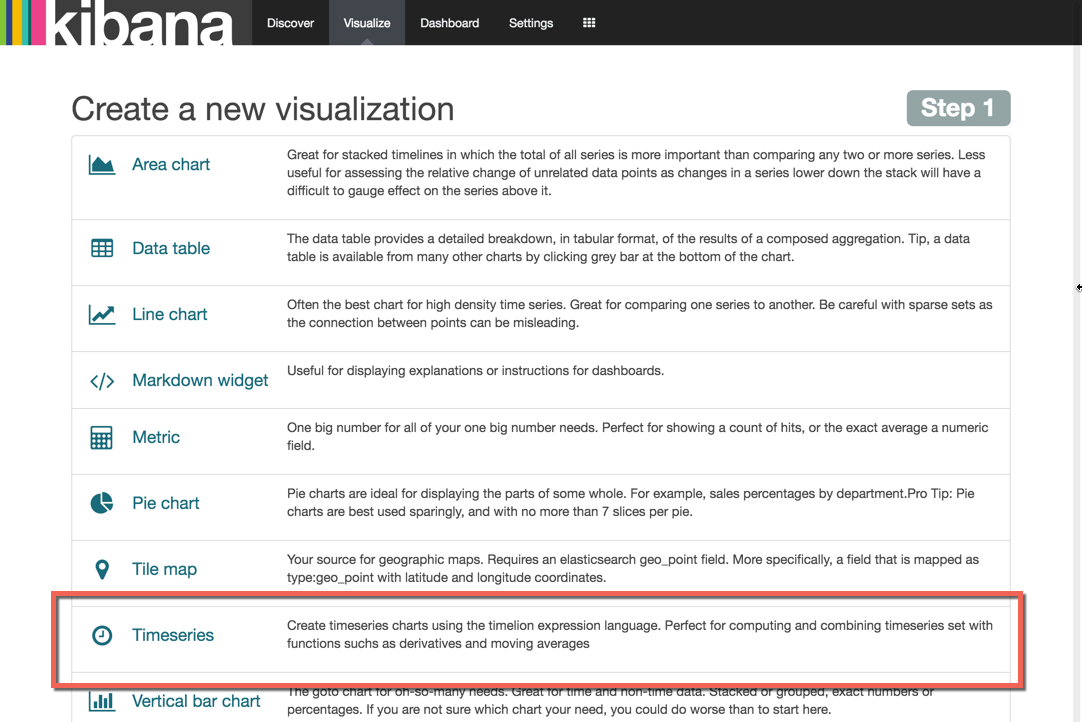 kibana
Discover
Visualize
Dashboard
Settings
Create a new visualization
Step 1
Area chart
Great for stacked timelines in which the total of all series is more important than comparing any two or more series. Less
useful for assessing the relative change of unrelated data points as changes in a series lower down the stack will have a
difficult to gauge effect on the series above it.
Data table
The data table provides a detailed breakdown, in tabular format, of the results of a composed aggregation. Tip, a data
table is available from many other charts by clicking grey bar at the bottom of the chart.
Line chart
Often the best chart for high density time series. Great for comparing one series to another. Be careful with sparse sets as
the connection between points can be misleading.
Markdown widget
Useful for displaying explanations or instructions for dashboards.
Metric
One big number for all of your one big number needs. Perfect for showing a count of hits, or the exact average a numeric
field.
Pie chart
Pie charts are ideal for displaying the parts of some whole. For example, sales percentages by department.Pro Tip: Pie
charts are best used sparingly, and with no more than 7 slices per pie.
Tile map
Your source for geographic maps. Requires an elasticsearch geo_point field. More specifically, a field that is mapped as
type:geo_point with latitude and longitude coordinates.
Timeseries
Create timeseries charts using the timelion expression language. Perfect for computing and combining timeseries set with
functions suchs as derivatives and moving averages
Vertical bar chart
The goto chart for oh-so-many needs. Great for time and non-time data. Stacked or grouped, exact numbers or
percentages. If you are not sure which chart your need, you could do worse than to start here.